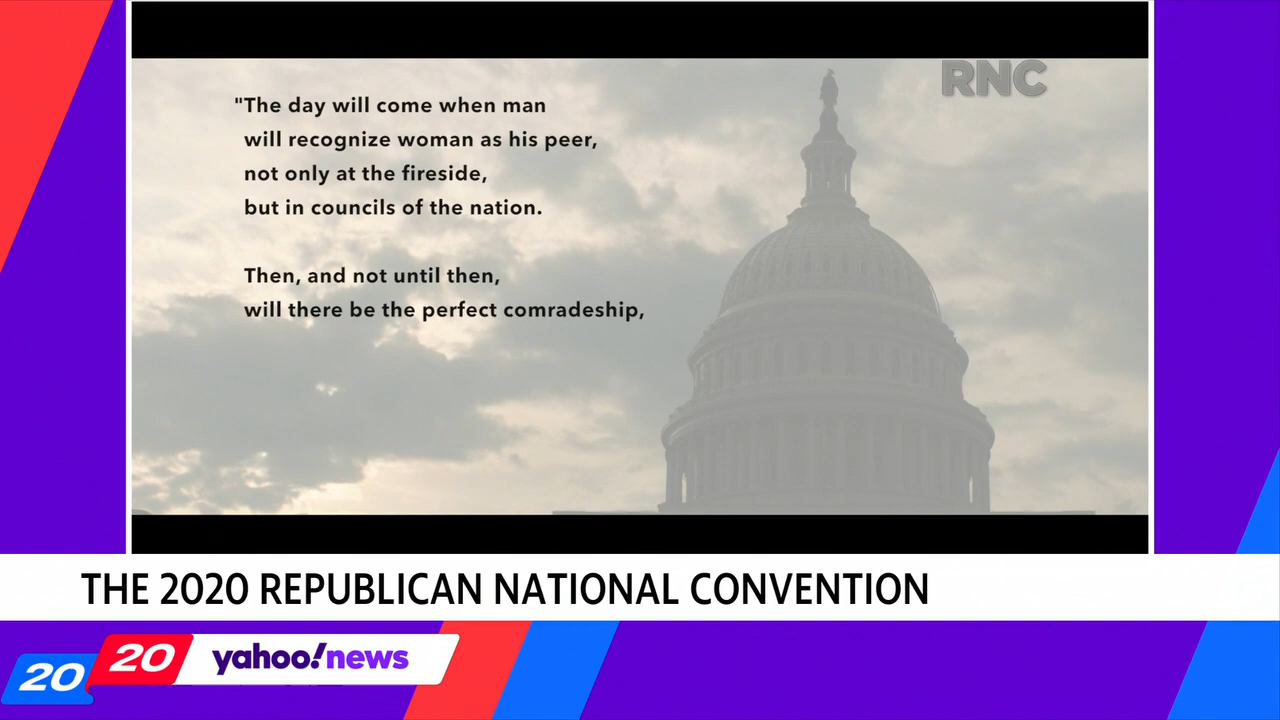 RNC
"The day will come when man
will recognize woman as his peer,
not only at the fireside,
but in councils of the nation.
Then, and not until then,
will there be the perfect comradeship,
THE 2020 REPUBLICAN NATIONAL CONVENTION
20 20 yahoo!news